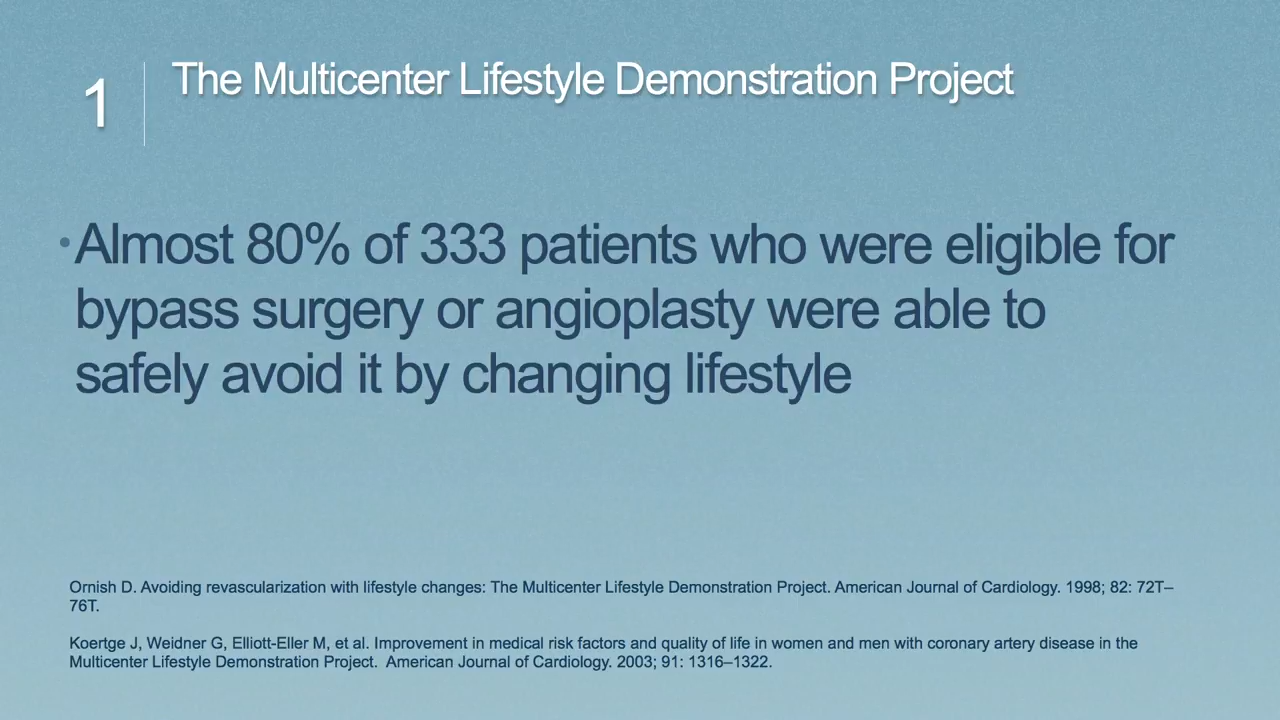 1
The Multicenter Lifestyle Demonstration Project
•Almost 80% of 333 patients who were eligible for
bypass surgery or angioplasty were able to
safely avoid it by changing lifestyle
Ornish D. Avoiding revascularization with lifestyle changes: The Multicenter Lifestyle Demonstration Project. American Journal of Cardiology. 1998; 82: 72T–
76T.
Koertge J, Weidner G, Elliott-Eller M, et al. Improvement in medical risk factors and quality of life in women and men with coronary artery disease in the
Multicenter Lifestyle Demonstration Project. American Journal of Cardiology. 2003; 91: 1316–1322.